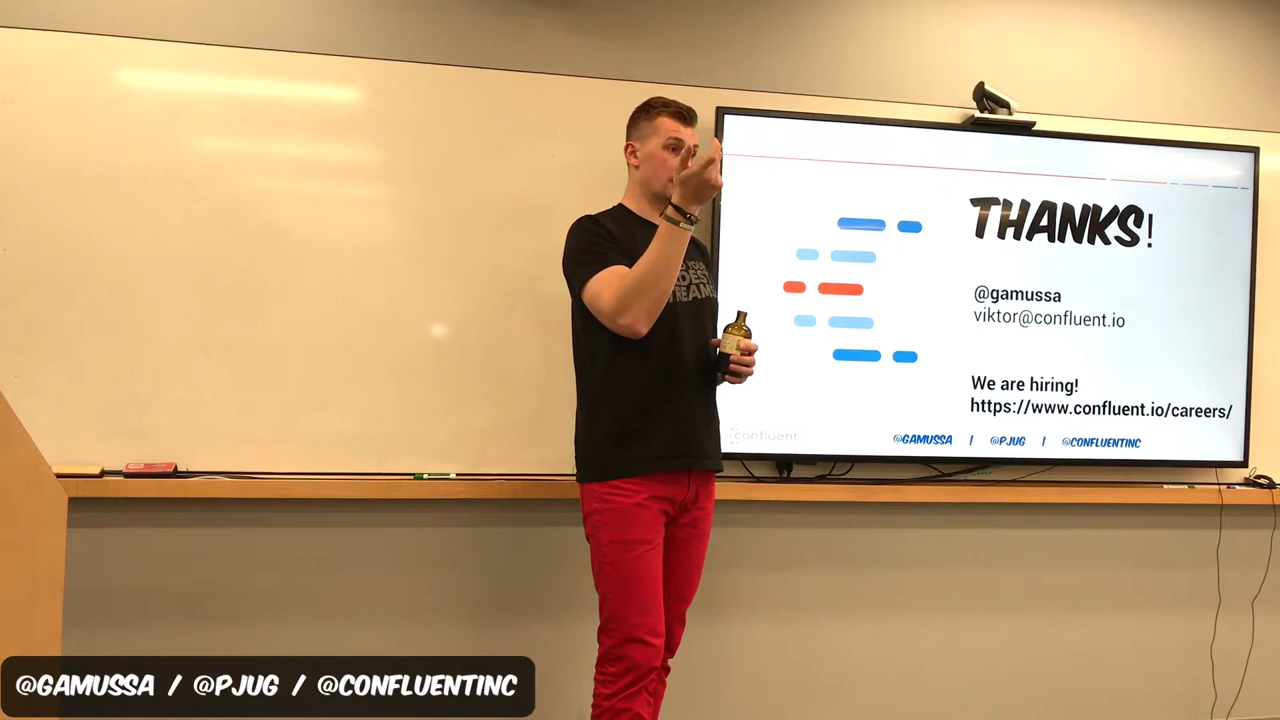 THANKS!
@gamussa
viktor@confluent.io
We are hiring!
https://www.confluent.io/careers/
confluent
@GAMUSSA / @PJUG / @CONFLUENTINC
@GAMUSSA / @PJUG / @CONFLUENTINC